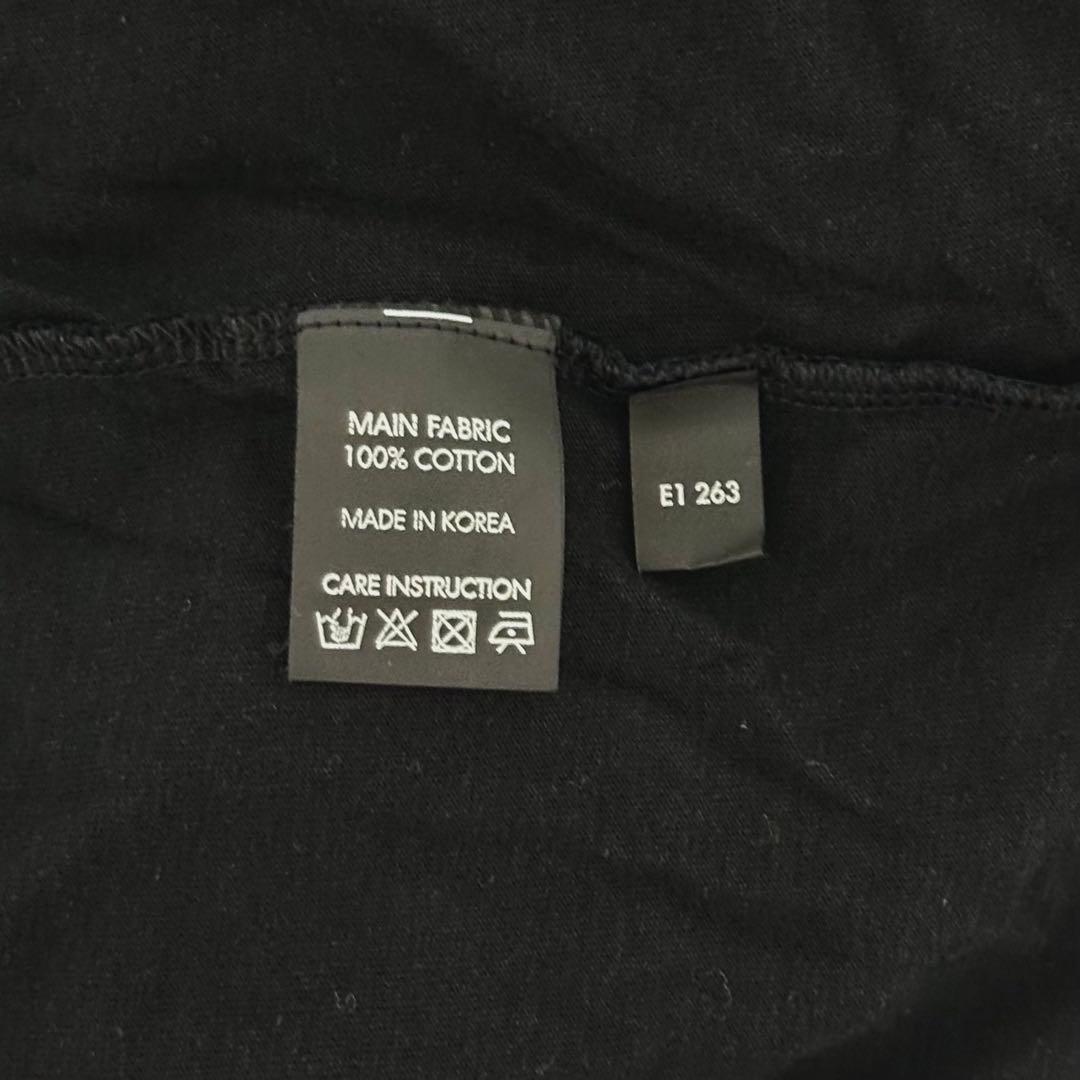 MAIN FABRIC
100% COTTON
MADE IN KOREA
CARE INSTRUCTION
E1 263